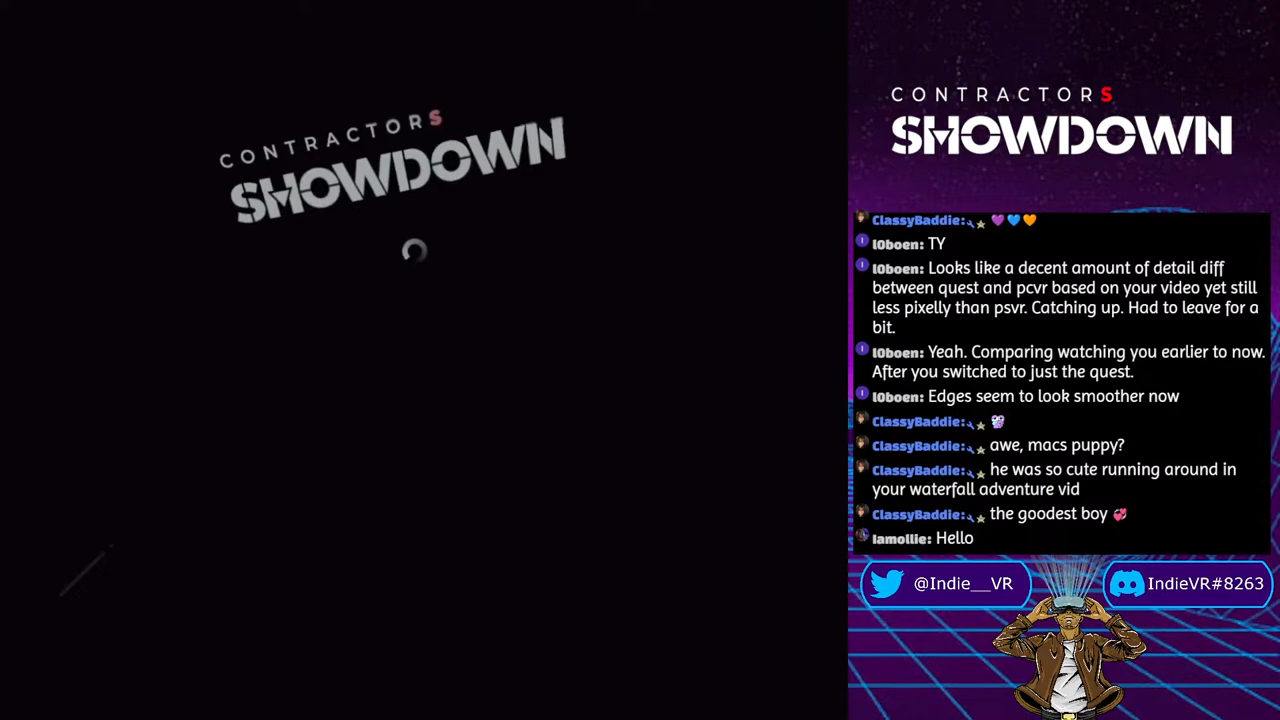 CONTRACTORS
SHOWDOWN
CONTRACTORS
SHOWDOWN
ClassyBaddie: 💜💙🧡
l0boen: TY
l0boen: Looks like a decent amount of detail diff
between quest and pcvr based on your video yet still
less pixelly than psvr. Catching up. Had to leave for a
bit.
l0boen: Yeah. Comparing watching you earlier to now.
After you switched to just the quest.
l0boen: Edges seem to look smoother now
ClassyBaddie:
ClassyBaddie: awe, macs puppy?
ClassyBaddie: he was so cute running around in
your waterfall adventure vid
ClassyBaddie: the goodest boy 💞
Iamollie: Hello
@Indie__VR
IndieVR#8263